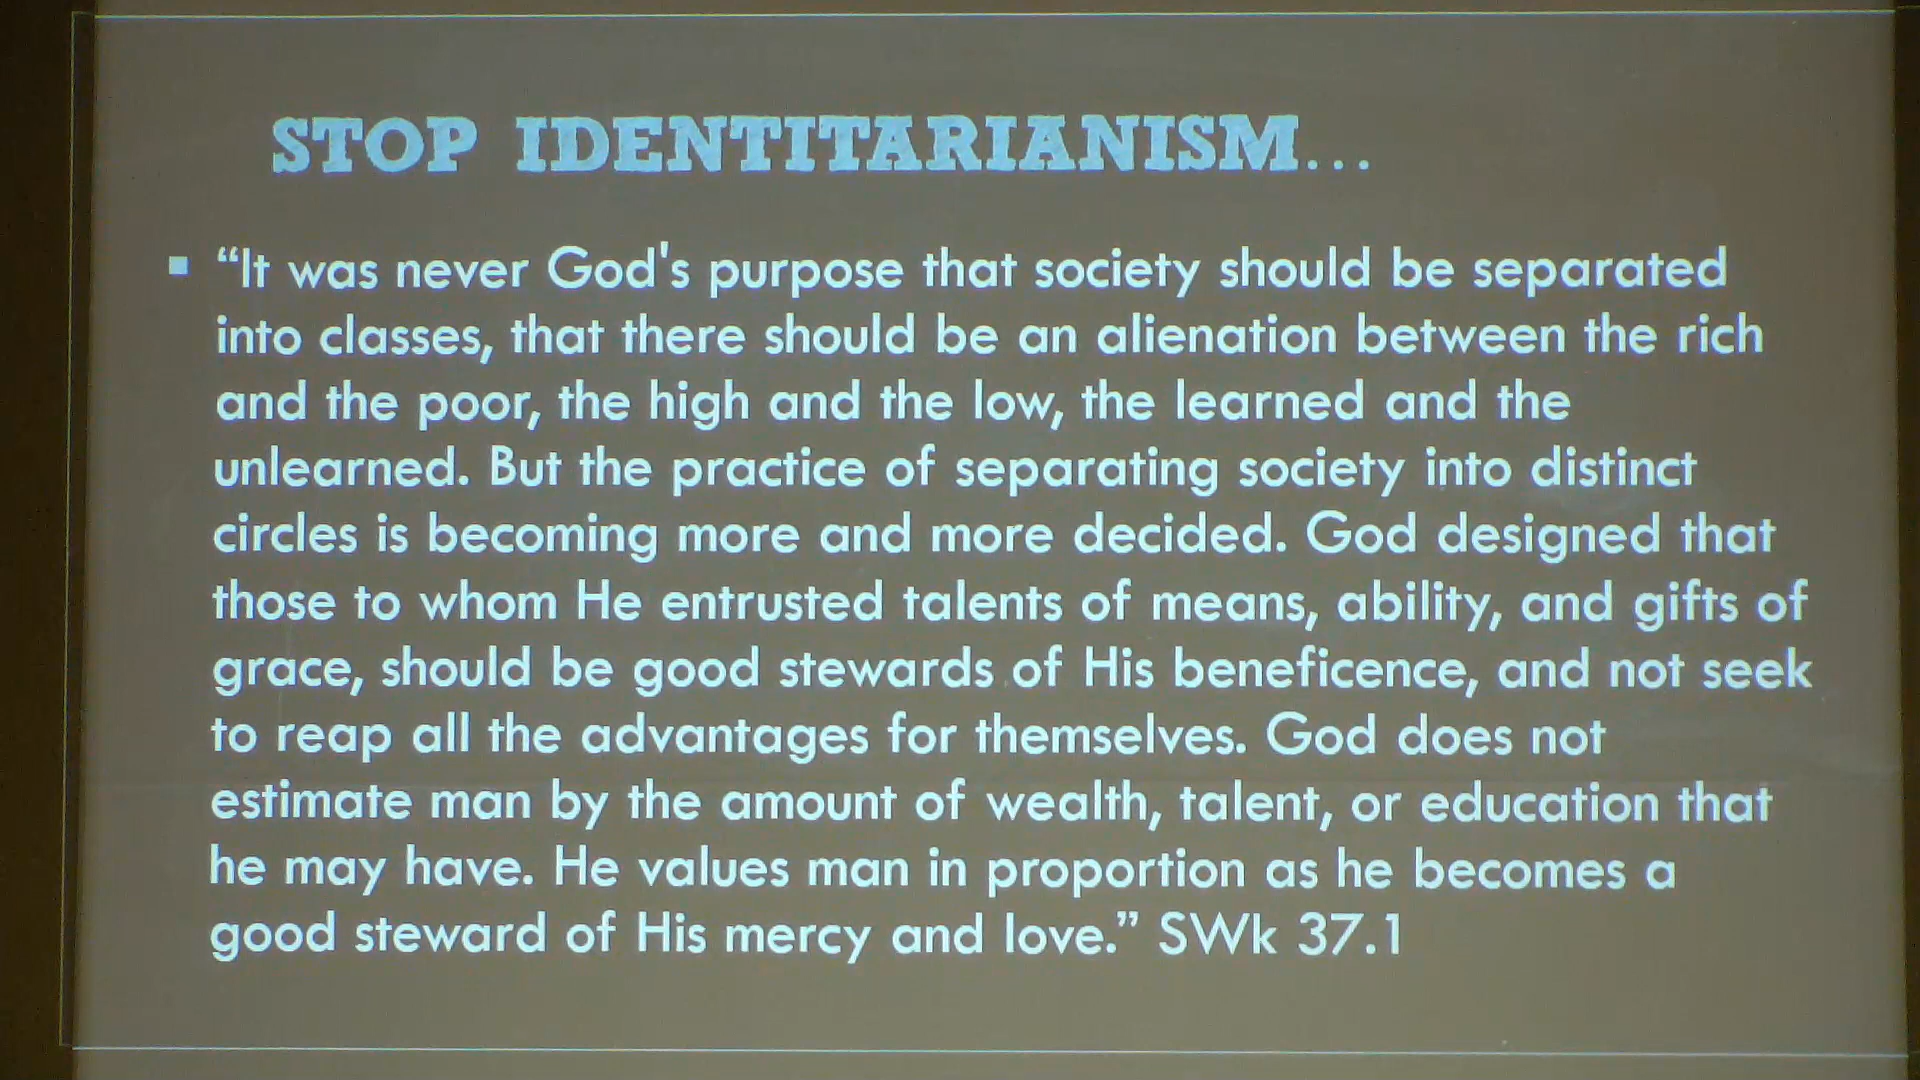 STOP IDENTITARIANISM...
▪ “It was never God's purpose that society should be separated
into classes, that there should be an alienation between the rich
and the poor, the high and the low, the learned and the
unlearned. But the practice of separating society into distinct
circles is becoming more and more decided. God designed that
those to whom He entrusted talents of means, ability, and gifts of
grace, should be good stewards of His beneficence, and not seek
to reap all the advantages for themselves. God does not
estimate man by the amount of wealth, talent, or education that
he may have. He values man in proportion as he becomes a
good steward of His mercy and love.” SWk 37.1